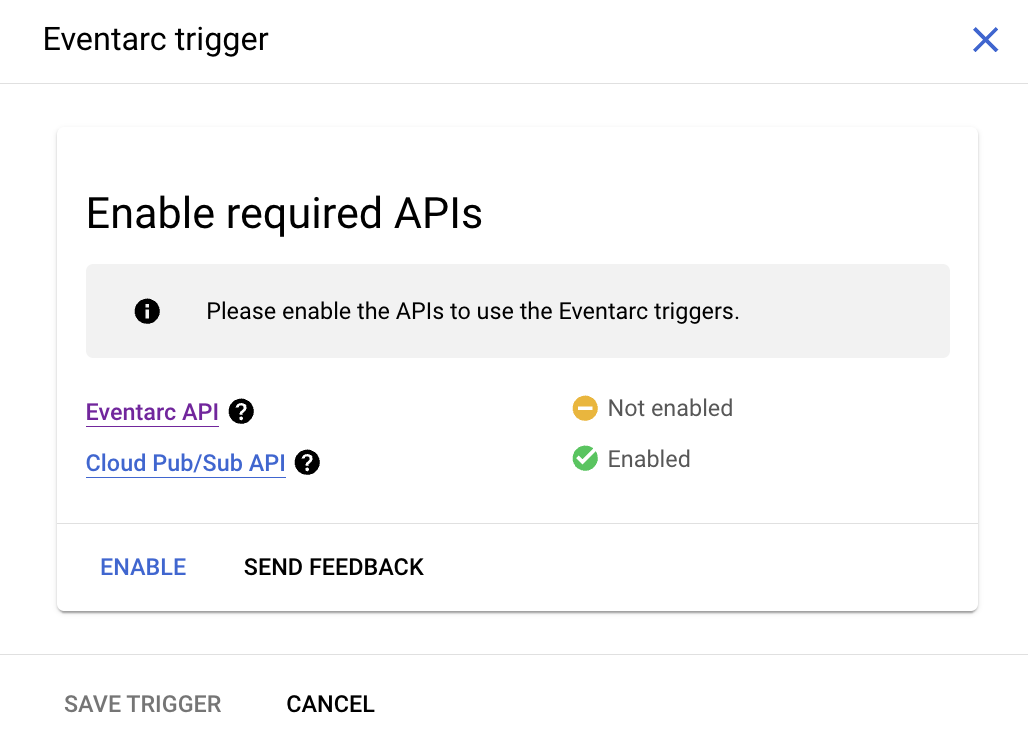 Eventarc trigger
Enable required APIs
Please enable the APIs to use the Eventarc triggers.
Eventarc API Not enabled
Cloud Pub/Sub API Enabled
ENABLE SEND FEEDBACK
SAVE TRIGGER CANCEL